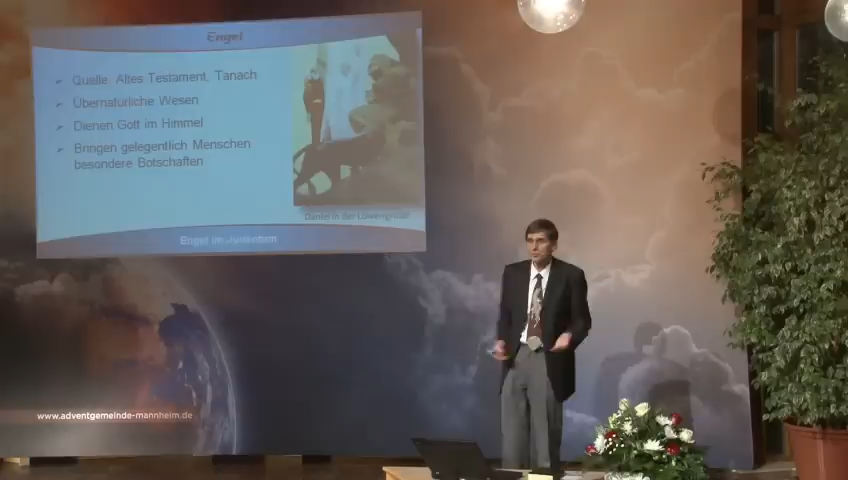 Engel
Quelle: Altes Testament, Tanach
Übernatürliche Wesen
Dienen Gott im Himmel
Bringen gelegentlich Menschen
besondere Botschaften
Daniel in der Löwengrube
Engel im Judentum
www.adventgemeinde-mannheim.de